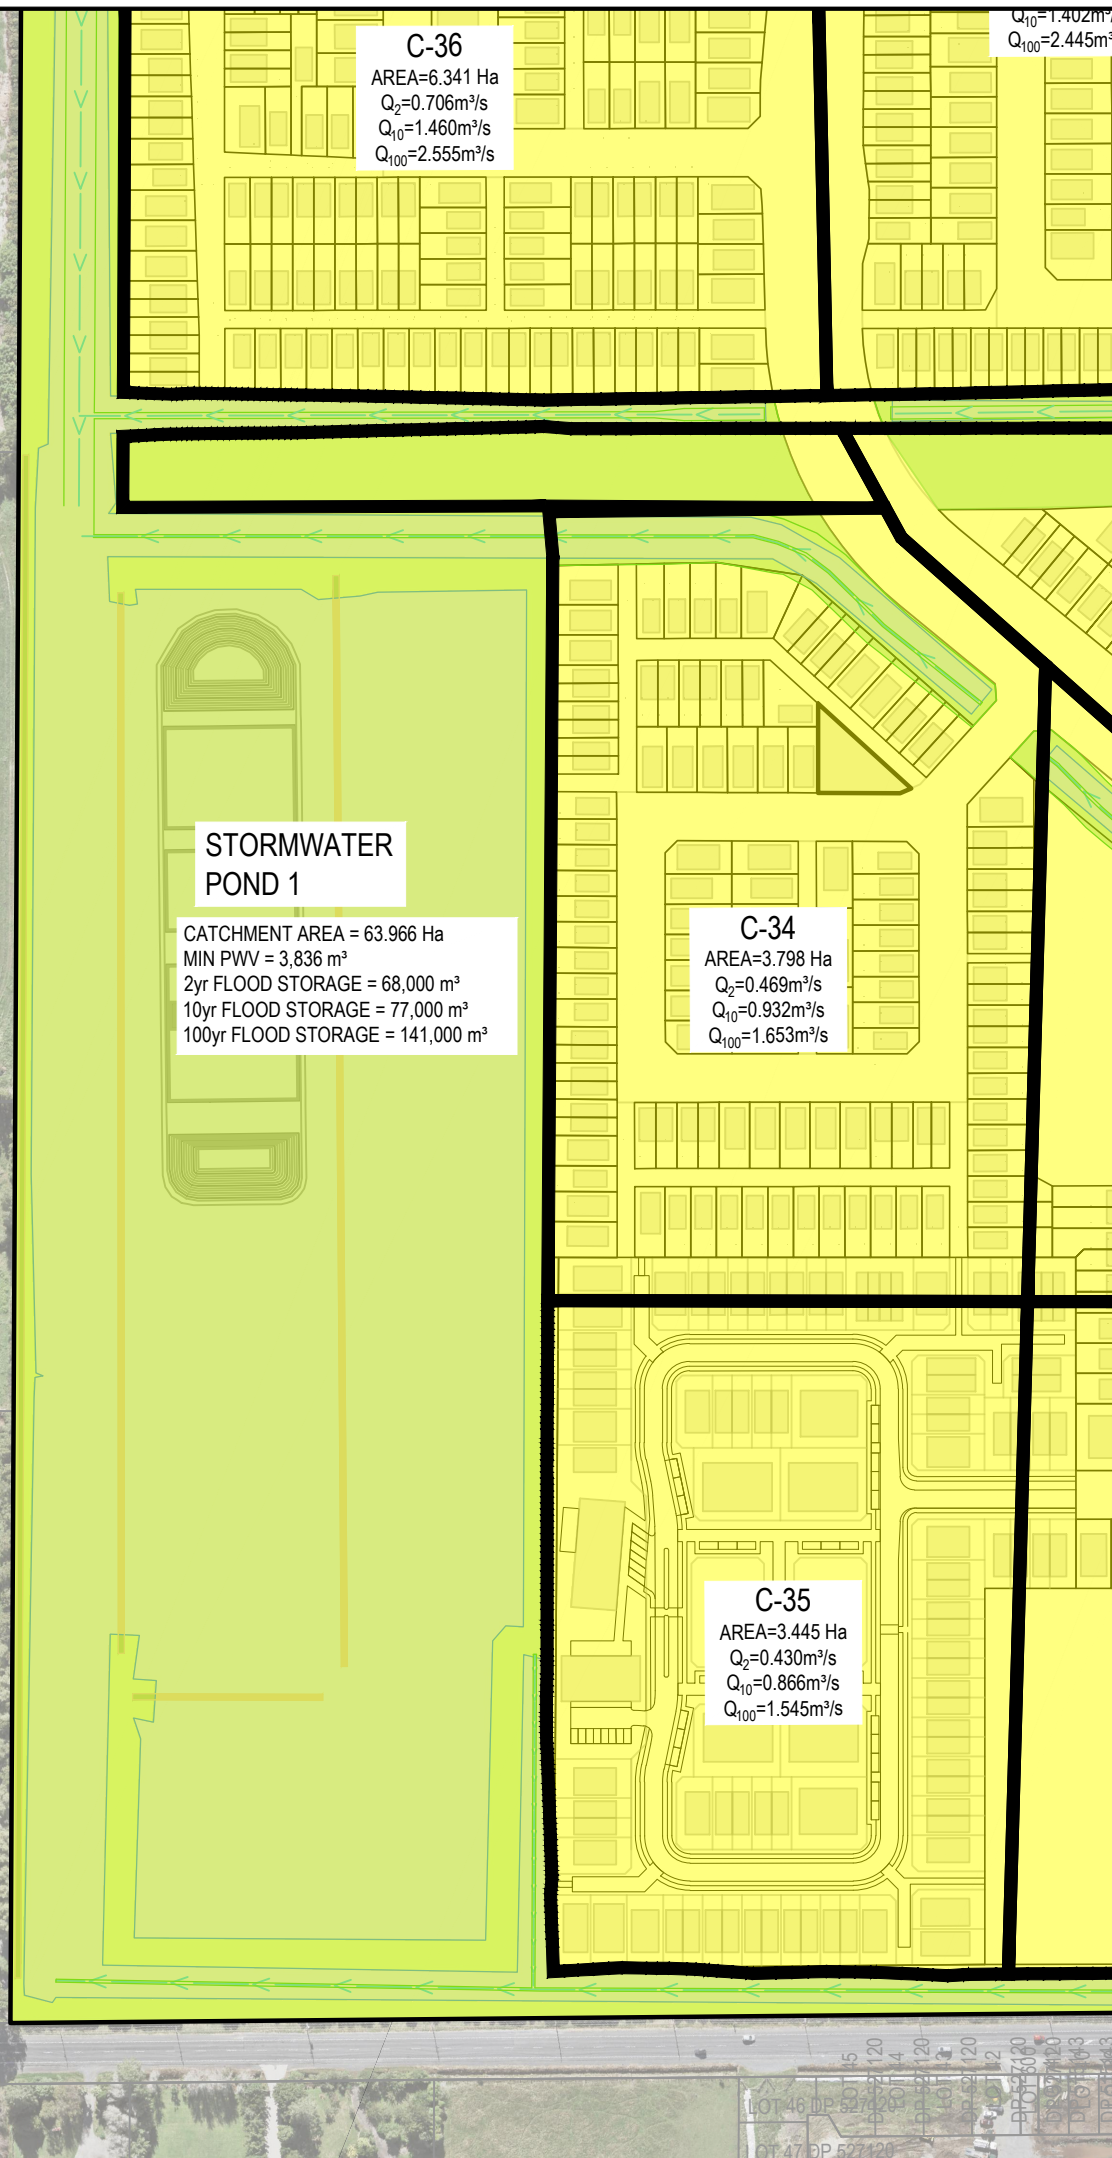 C-36
AREA=6.341 Ha
Q2=0.706m³/s
Q10=1.460m³/s
Q100=2.555m³/s
Q10=1.402m³/
Q100=2.445m³
STORMWATER
POND 1
CATCHMENT AREA = 63.966 Ha
MIN PWV = 3,836 m³
2yr FLOOD STORAGE = 68,000 m³
10yr FLOOD STORAGE = 77,000 m³
100yr FLOOD STORAGE = 141,000 m³
C-34
AREA=3.798 Ha
Q2=0.469m³/s
Q10=0.932m³/s
Q100=1.653m³/s
C-35
AREA=3.445 Ha
Q2=0.430m³/s
Q10=0.866m³/s
Q100=1.545m³/s
LOT 46 DP 527120
LOT 47 DP 527120